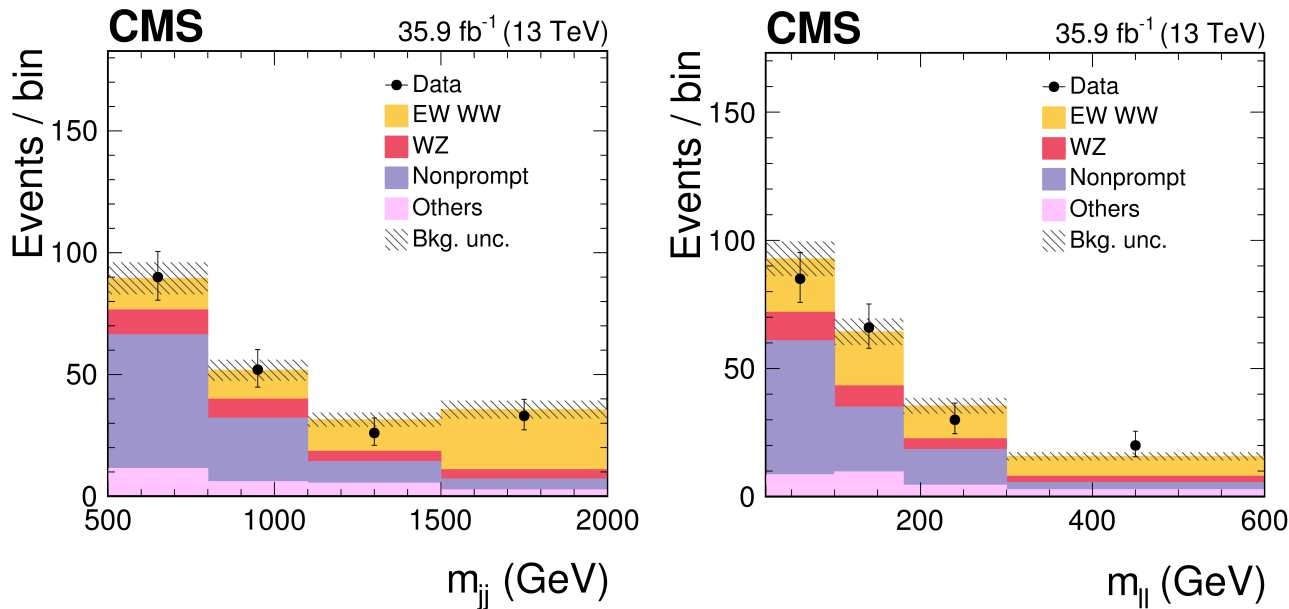 CMS
35.9 fb⁻¹ (13 TeV)
Events / bin
150
100
50
0
Data
EW WW
WZ
Nonprompt
Others
Bkg. unc.
500 1000 1500 2000
m_jj (GeV)
CMS
35.9 fb⁻¹ (13 TeV)
Events / bin
150
100
50
0
Data
EW WW
WZ
Nonprompt
Others
Bkg. unc.
200 400 600
m_ll (GeV)